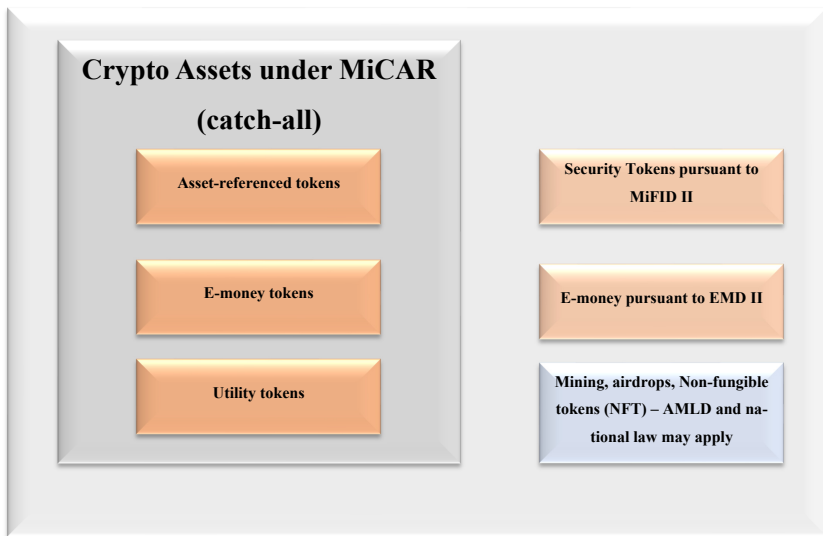 Crypto Assets under MiCAR
(catch-all)
Asset-referenced tokens
E-money tokens
Utility tokens
Security Tokens pursuant to
MiFID II
E-money pursuant to EMD II
Mining, airdrops, Non-fungible
tokens (NFT) – AMLD and na-
tional law may apply